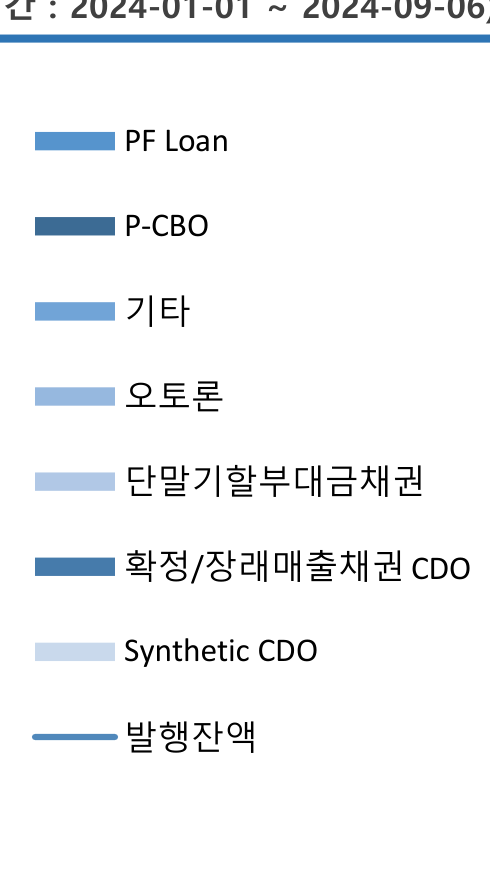 간 : 2024-01-01 ~ 2024-09-06)
PF Loan
P-CBO
기타
오토론
단말기할부대금채권
확정/장래매출채권 CDO
Synthetic CDO
발행잔액